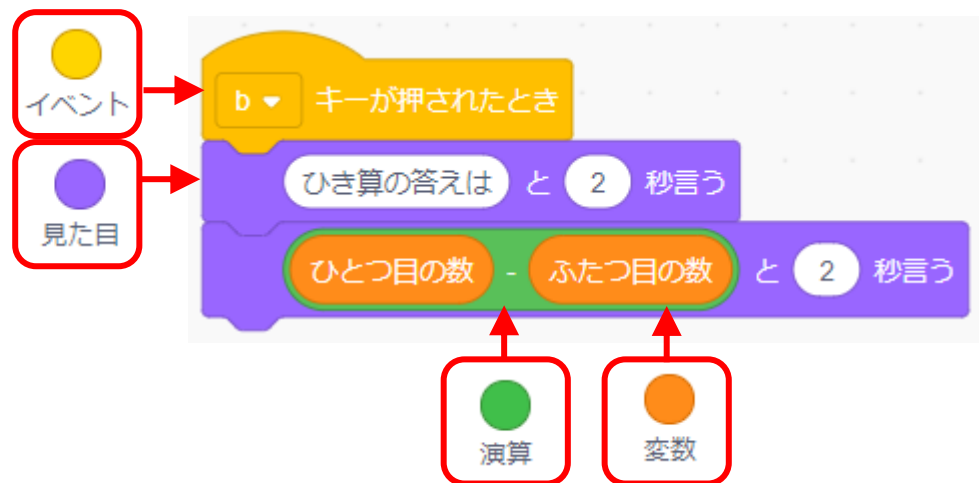 イベント
b キーが押されたとき
見た目
ひき算の答えは と 2 秒言う
ひとつ目の数 - ふたつ目の数 と 2 秒言う
演算
変数